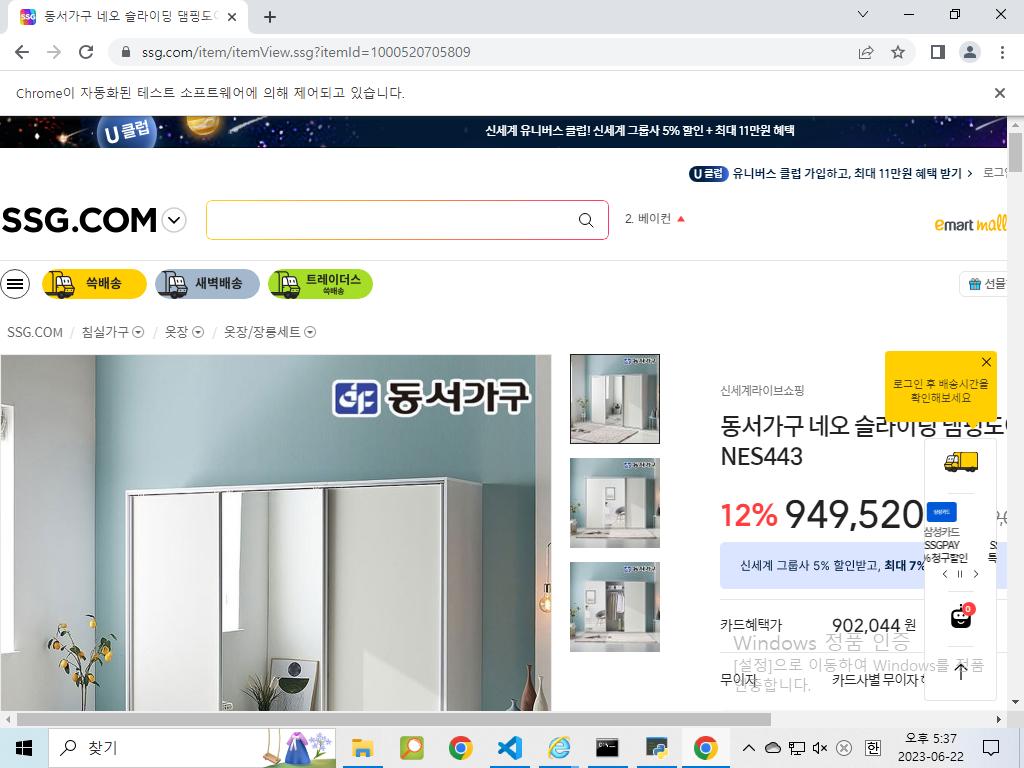 동서가구 네오 슬라이딩 댐핑도어
ssg.com/item/itemView.ssg?itemId=1000520705809
Chrome이 자동화된 테스트 소프트웨어에 의해 제어되고 있습니다.
U클럽
신세계 유니버스 클럽! 신세계 그룹사 5% 할인 + 최대 11만원 혜택
U클럽 유니버스 클럽 가입하고, 최대 11만원 혜택 받기 > 로그인
SSG.COM
2. 베이컨
emart mall
쓱배송
새벽배송
트레이더스
쓱배송
선물
SSG.COM / 침실가구 / 옷장 / 옷장/장롱세트
동서가구
신세계라이브쇼핑
로그인 후 배송시간을
확인해보세요
동서가구 네오 슬라이딩 댐핑도어
NES443
12% 949,520
삼성카드
SSGPAY
%청구할인
신세계 그룹사 5% 할인받고, 최대 7%
0
카드혜택가 902,044 원
무이자 카드사별 무이자
Windows 정품 인증
[설정]으로 이동하여 Windows를 정품
인증합니다.
찾기
한
오후 5:37
2023-06-22